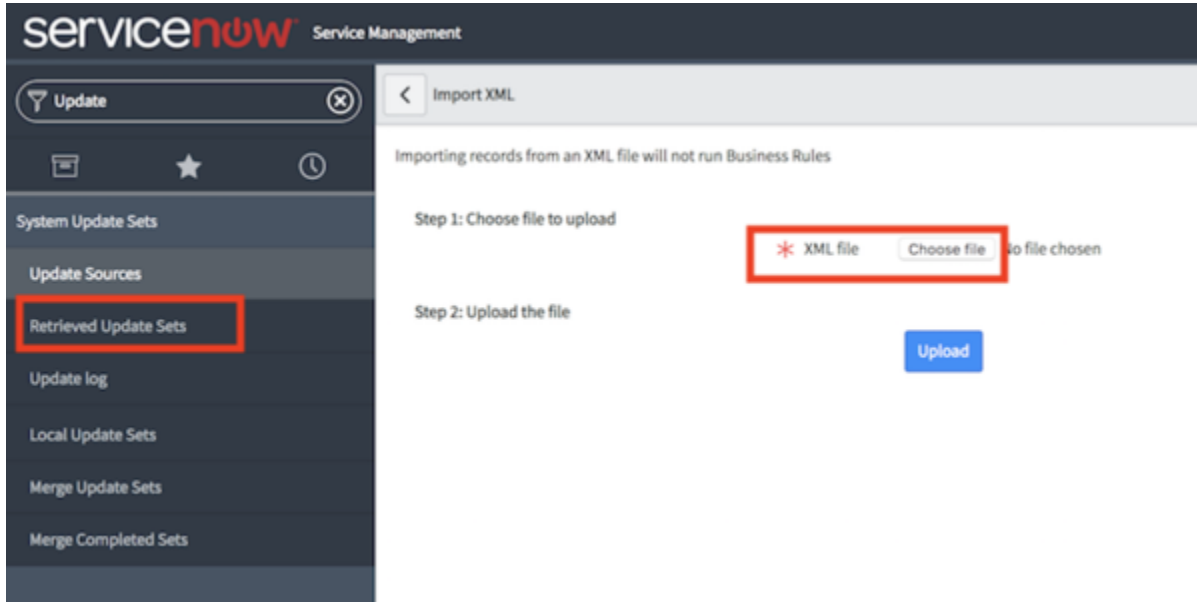 servicenow Service Management
Update
Import XML
Importing records from an XML file will not run Business Rules
System Update Sets
Step 1: Choose file to upload
XML file Choose file No file chosen
Update Sources
Step 2: Upload the file
Retrieved Update Sets
Upload
Update log
Local Update Sets
Merge Update Sets
Merge Completed Sets